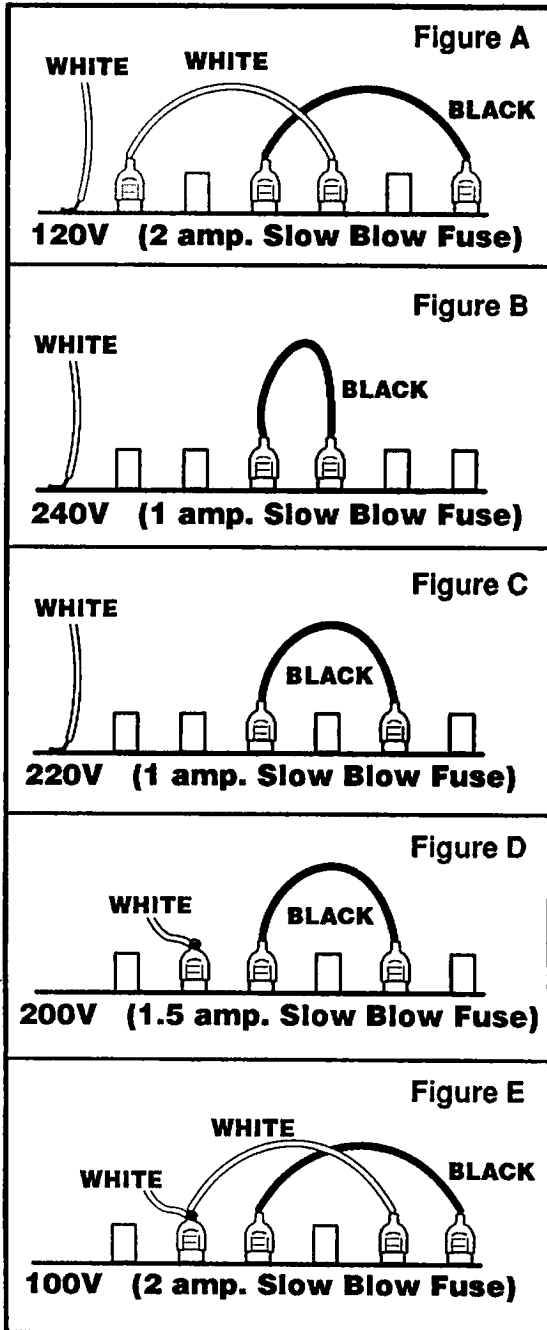 Figure A
WHITE
WHITE
BLACK
120V (2 amp. Slow Blow Fuse)
Figure B
WHITE
BLACK
240V (1 amp. Slow Blow Fuse)
Figure C
WHITE
BLACK
220V (1 amp. Slow Blow Fuse)
Figure D
WHITE
BLACK
200V (1.5 amp. Slow Blow Fuse)
Figure E
WHITE
WHITE
BLACK
100V (2 amp. Slow Blow Fuse)